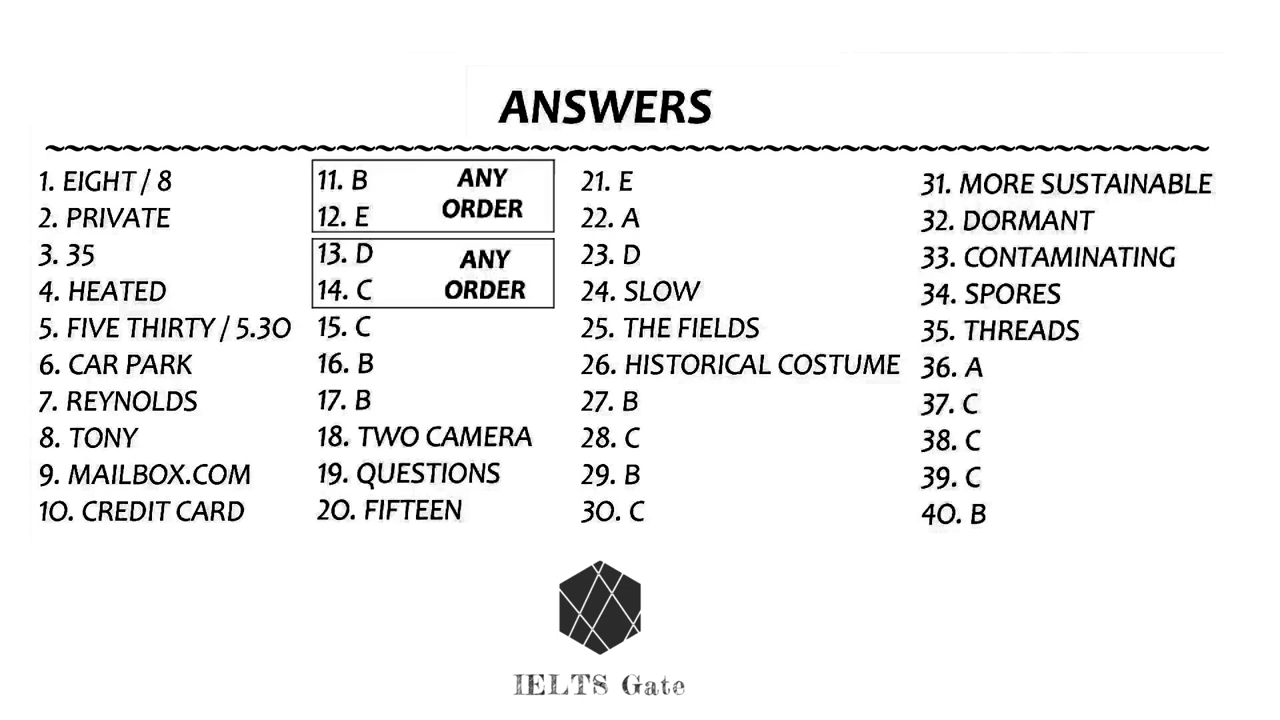 ANSWERS
~~~~~~~~~~~~~~~~~~~~~~~~~~~~~~~~~~~~~~~~~~~~~~~~~~~~~~~~~~~~
1. EIGHT / 8
2. PRIVATE
3. 35
4. HEATED
5. FIVE THIRTY / 5.30
6. CAR PARK
7. REYNOLDS
8. TONY
9. MAILBOX.COM
10. CREDIT CARD
11. B
12. E
ANY
ORDER
13. D
14. C
ANY
ORDER
15. C
16. B
17. B
18. TWO CAMERA
19. QUESTIONS
20. FIFTEEN
21. E
22. A
23. D
24. SLOW
25. THE FIELDS
26. HISTORICAL COSTUME
27. B
28. C
29. B
30. C
31. MORE SUSTAINABLE
32. DORMANT
33. CONTAMINATING
34. SPORES
35. THREADS
36. A
37. C
38. C
39. C
40. B
IELTS Gate